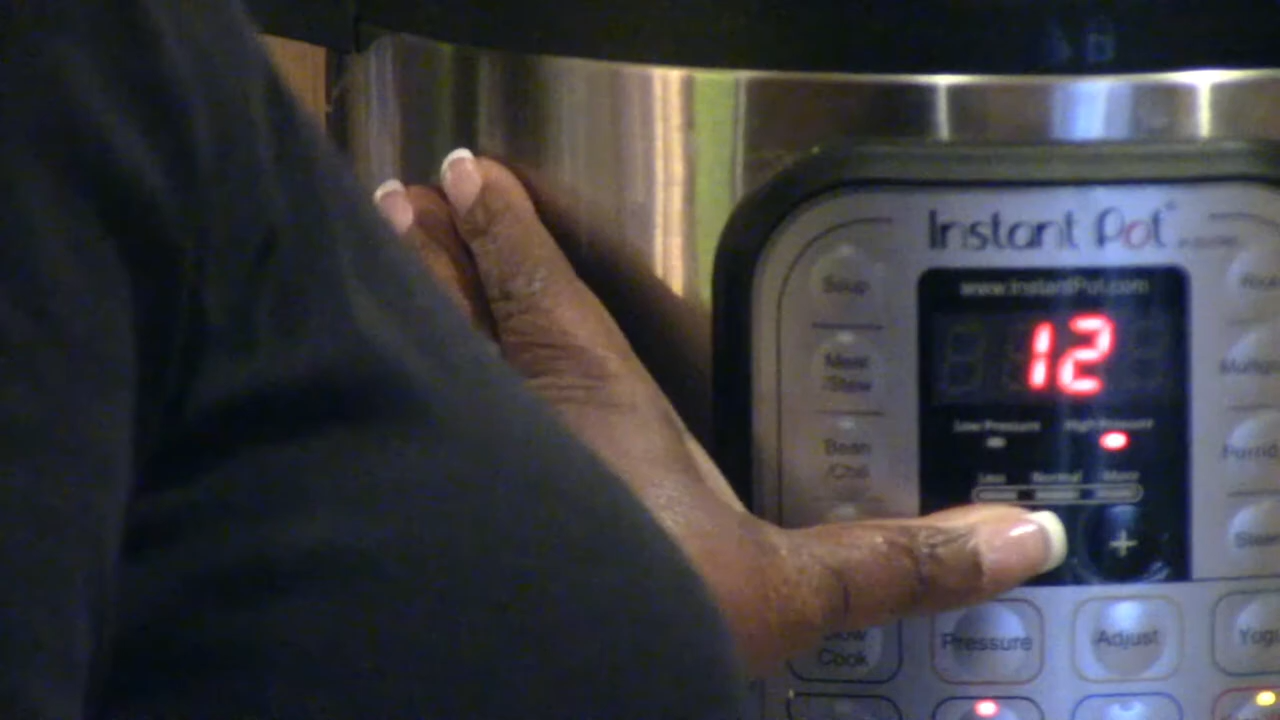 Instant Pot
www.InstantPot.com
Soup
12
Meat
/Stew
Low Pressure High Pressure
Bean
/Chili
Less Normal More
+
Slow
Cook
Pressure
Adjust